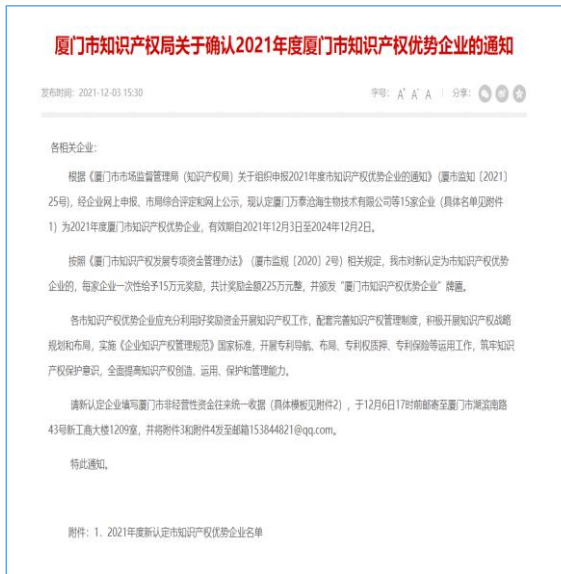 厦门市知识产权局关于确认2021年度厦门市知识产权优势企业的通知
发布时间：2021-12-03 15:30
字号： A+ A- A | 分享：
各相关企业：
根据《厦门市市场监督管理局（知识产权局）关于组织申报2021年度市知识产权优势企业的通知》（厦市监知〔2021〕
25号），经企业网上申报、市局综合评定和网上公示，现认定厦门万泰沧海生物技术有限公司等15家企业（具体名单见附件
1）为2021年度厦门市知识产权优势企业，有效期自2021年12月3日至2024年12月2日。
按照《厦门市知识产权发展专项资金管理办法》（厦市监规〔2020〕2号）相关规定，我市对新认定为市知识产权优势
企业的，每家企业一次性给予15万元奖励，共计奖励金额225万元整，并颁发“厦门市知识产权优势企业”牌匾。
各市知识产权优势企业应充分利用好奖励资金开展知识产权工作，配套完善知识产权管理制度，积极开展知识产权战略
规划和布局，实施《企业知识产权管理规范》国家标准，开展专利导航、布局、专利权质押、专利保险等运用工作，筑牢知识
产权保护意识，全面提高知识产权创造、运用、保护和管理能力。
请新认定企业填写厦门市非经营性资金往来统一收据（具体模板见附件2），于12月6日17时前邮寄至厦门市湖滨南路
43号新工商大楼1209室，并将附件3和附件4发至邮箱153844821@qq.com。
特此通知。
附件：1．2021年度新认定市知识产权优势企业名单